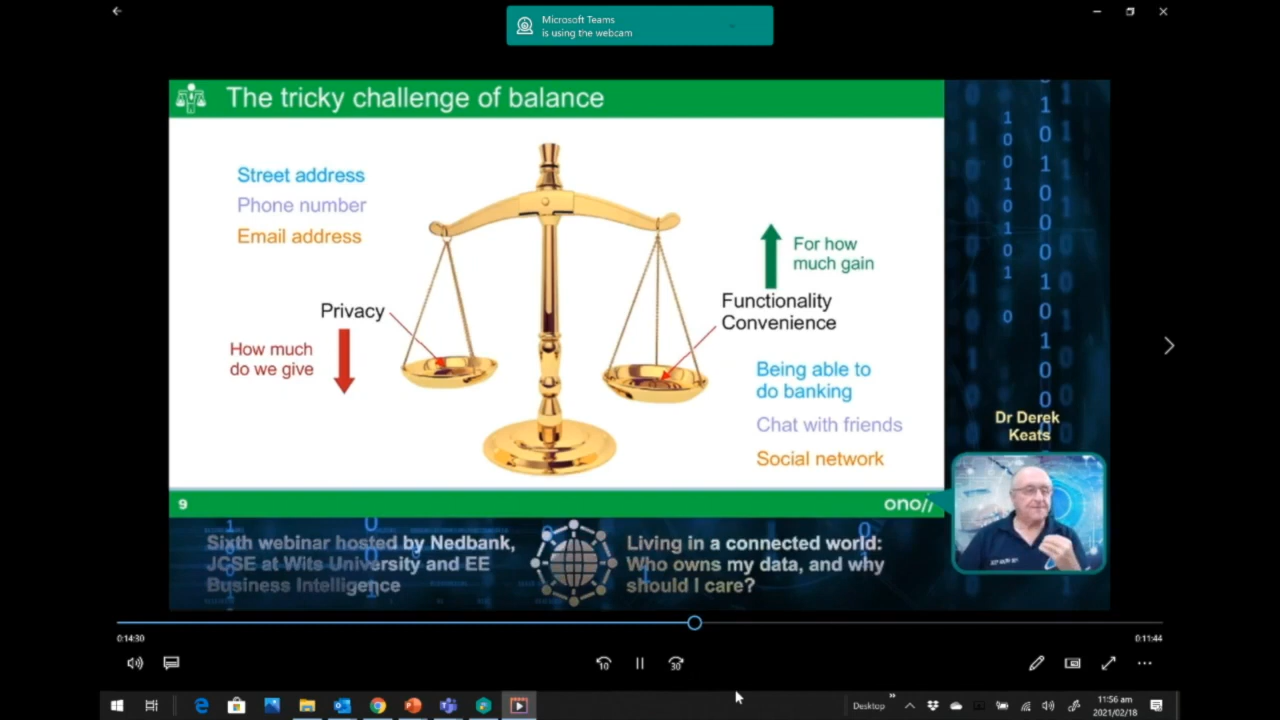 Microsoft Teams
is using the webcam
The tricky challenge of balance
Street address
Phone number
Email address
For how
much gain
Privacy
Functionality
Convenience
How much
do we give
Being able to
do banking
Chat with friends
Social network
Dr Derek
Keats
9
ono//
Sixth webinar hosted by Nedbank,
JCSE at Wits University and EE
Business Intelligence
Living in a connected world:
Who owns my data, and why
should I care?
0:14:30
0:11:44
10
30
Desktop
11:56 am
2021/02/18